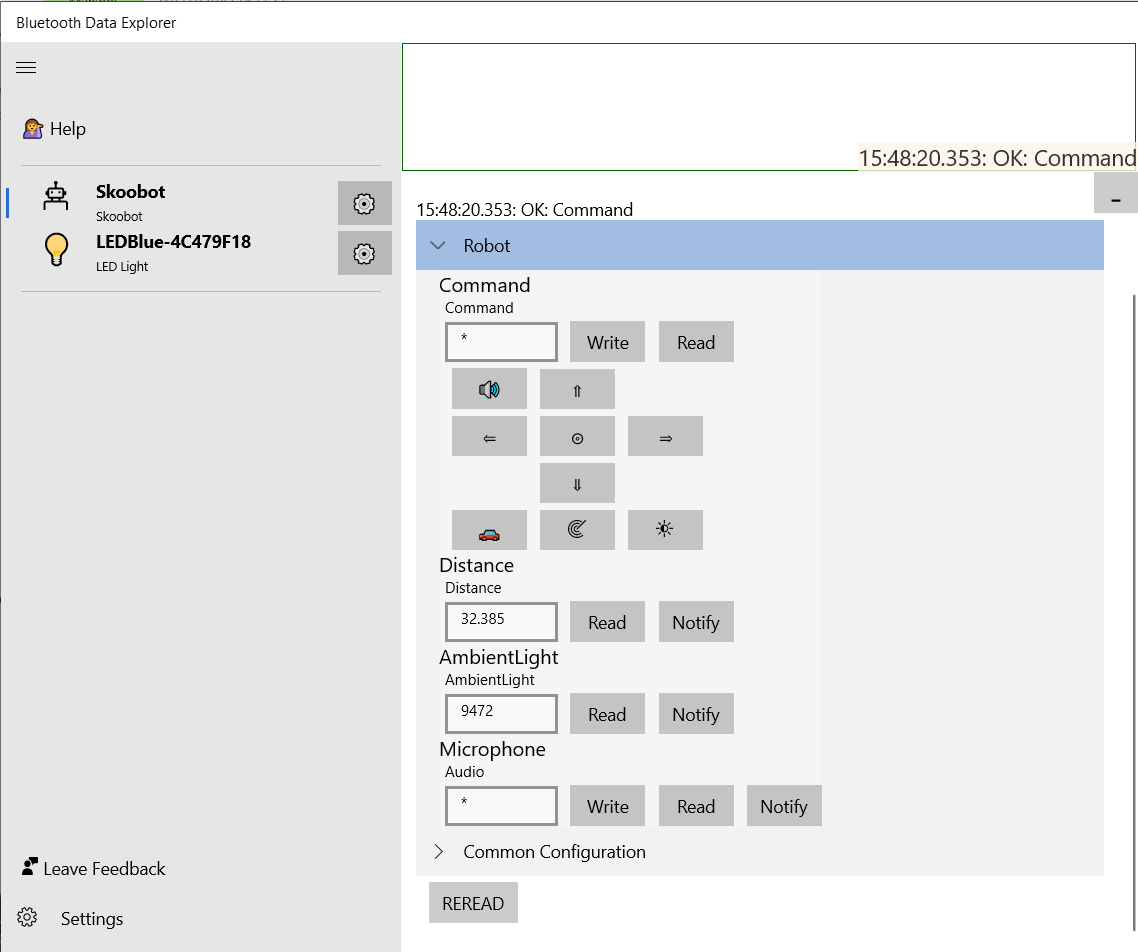 Bluetooth Data Explorer
Help
Skoobot
Skoobot
LEDBlue-4C479F18
LED Light
Leave Feedback
Settings
15:48:20.353: OK: Command
15:48:20.353: OK: Command
Robot
Command
Command
* Write Read
Distance
Distance
32.385 Read Notify
AmbientLight
AmbientLight
9472 Read Notify
Microphone
Audio
* Write Read Notify
Common Configuration
REREAD